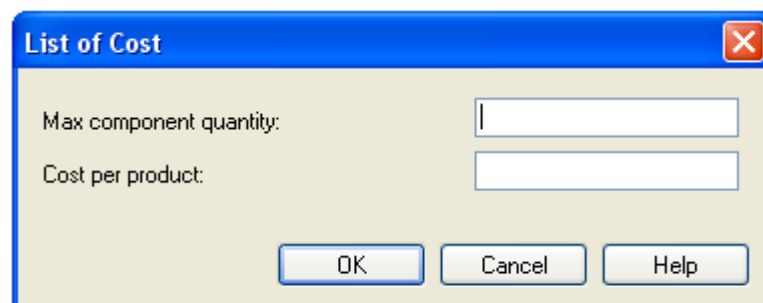 List of Cost
Max component quantity:
Cost per product:
OK Cancel Help